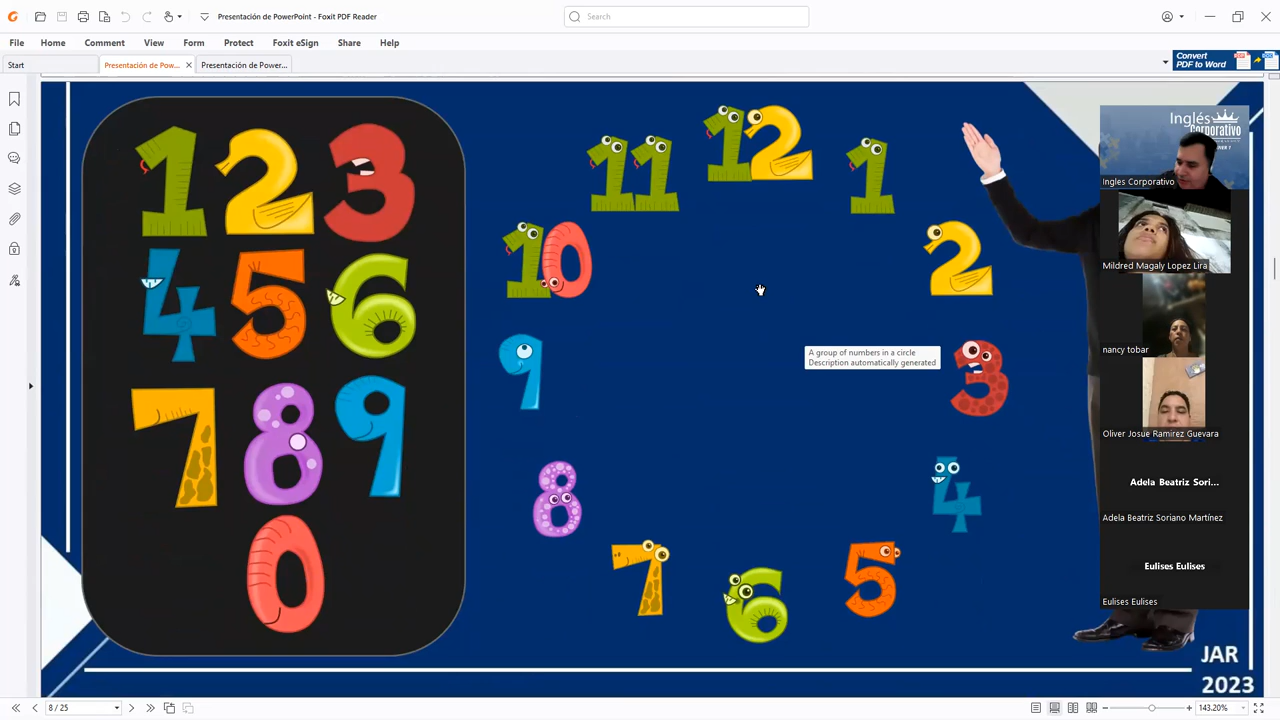 Presentación de PowerPoint - Foxit PDF Reader
Search
File Home Comment View Form Protect Foxit eSign Share Help
Start
Presentación de Pow...
Presentación de Power...
Convert
PDF to Word
1 2 3
4 5 6
7 8 9
0
11 12 1
10 2
9 3
8 4
7 6 5
A group of numbers in a circle
Description automatically generated
Inglés
Corporativo
Ingles Corporativo
Mildred Magaly Lopez Lira
nancy tobar
Oliver Josue Ramirez Guevara
Adela Beatriz Sori...
Adela Beatriz Soriano Martínez
Eulises Eulises
Eulises Eulises
JAR
2023
8 / 25
143.20%